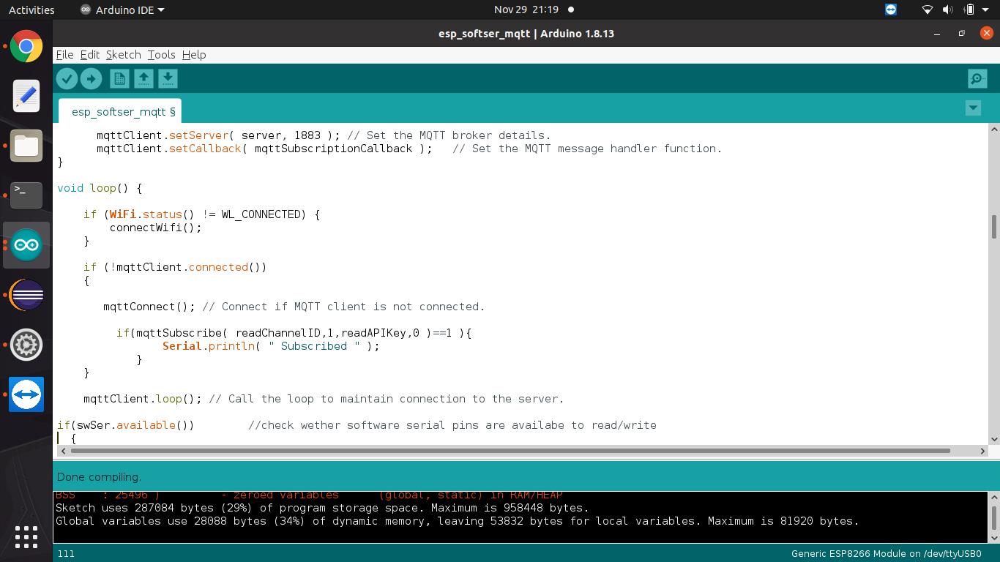 Activities Arduino IDE Nov 29 21:19
esp_softser_mqtt | Arduino 1.8.13
File Edit Sketch Tools Help
esp_softser_mqtt §
mqttClient.setServer( server, 1883 ); // Set the MQTT broker details.
mqttClient.setCallback( mqttSubscriptionCallback );   // Set the MQTT message handler function.
}
void loop() {
if (WiFi.status() != WL_CONNECTED) {
connectWifi();
}
if (!mqttClient.connected())
{
mqttConnect(); // Connect if MQTT client is not connected.
if(mqttSubscribe( readChannelID,1,readAPIKey,0 )==1 ){
Serial.println( " Subscribed " );
}
}
mqttClient.loop(); // Call the loop to maintain connection to the server.
if(swSer.available())        //check wether software serial pins are availabe to read/write
{
Done compiling.
BSS    : 25496 )         - zeroed variables      (global, static) in RAM/HEAP
Sketch uses 287084 bytes (29%) of program storage space. Maximum is 958448 bytes.
Global variables use 28088 bytes (34%) of dynamic memory, leaving 53832 bytes for local variables. Maximum is 81920 bytes.
111 Generic ESP8266 Module on /dev/ttyUSB0